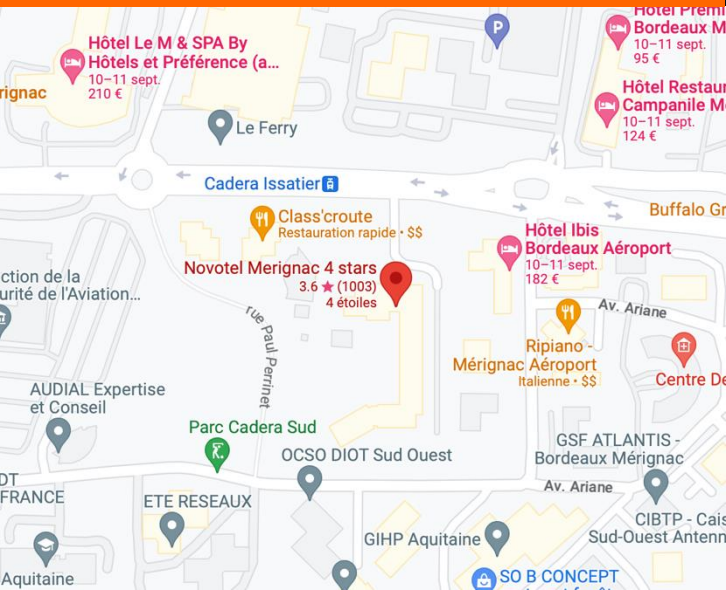 Hôtel Premi
Bordeaux M
10–11 sept.
95 €
Hôtel Le M & SPA By
Hôtels et Préférence (a...
10–11 sept.
210 €
rignac
P
Hôtel Restaur
Campanile M
10–11 sept.
124 €
Le Ferry
Cadera Issatier
Class'croute
Restauration rapide • $$
Buffalo Gr
Hôtel Ibis
Bordeaux Aéroport
10–11 sept.
182 €
Novotel Merignac 4 stars
3.6 ★ (1003)
4 étoiles
ction de la
urité de l'Aviation...
Av. Ariane
rue Paul Perrinet
Ripiano -
Mérignac Aéroport
Italienne • $$
Centre De
AUDIAL Expertise
et Conseil
Parc Cadera Sud
OCSO DIOT Sud Ouest
GSF ATLANTIS -
Bordeaux Mérignac
DT
FRANCE
Av. Ariane
ETE RESEAUX
CIBTP - Cais
Sud-Ouest Antenn
GIHP Aquitaine
Aquitaine
SO B CONCEPT